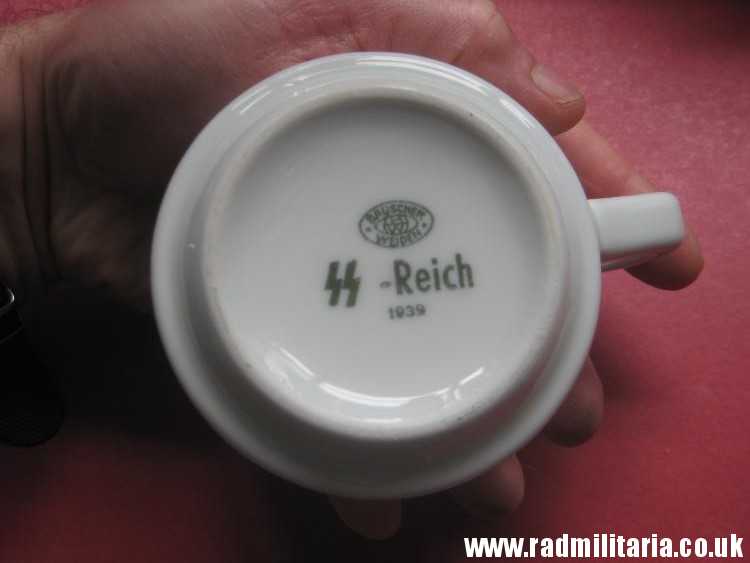 BAUSCHER
WEIDEN
ᛋᛋ -Reich
1939
www.radmilitaria.co.uk